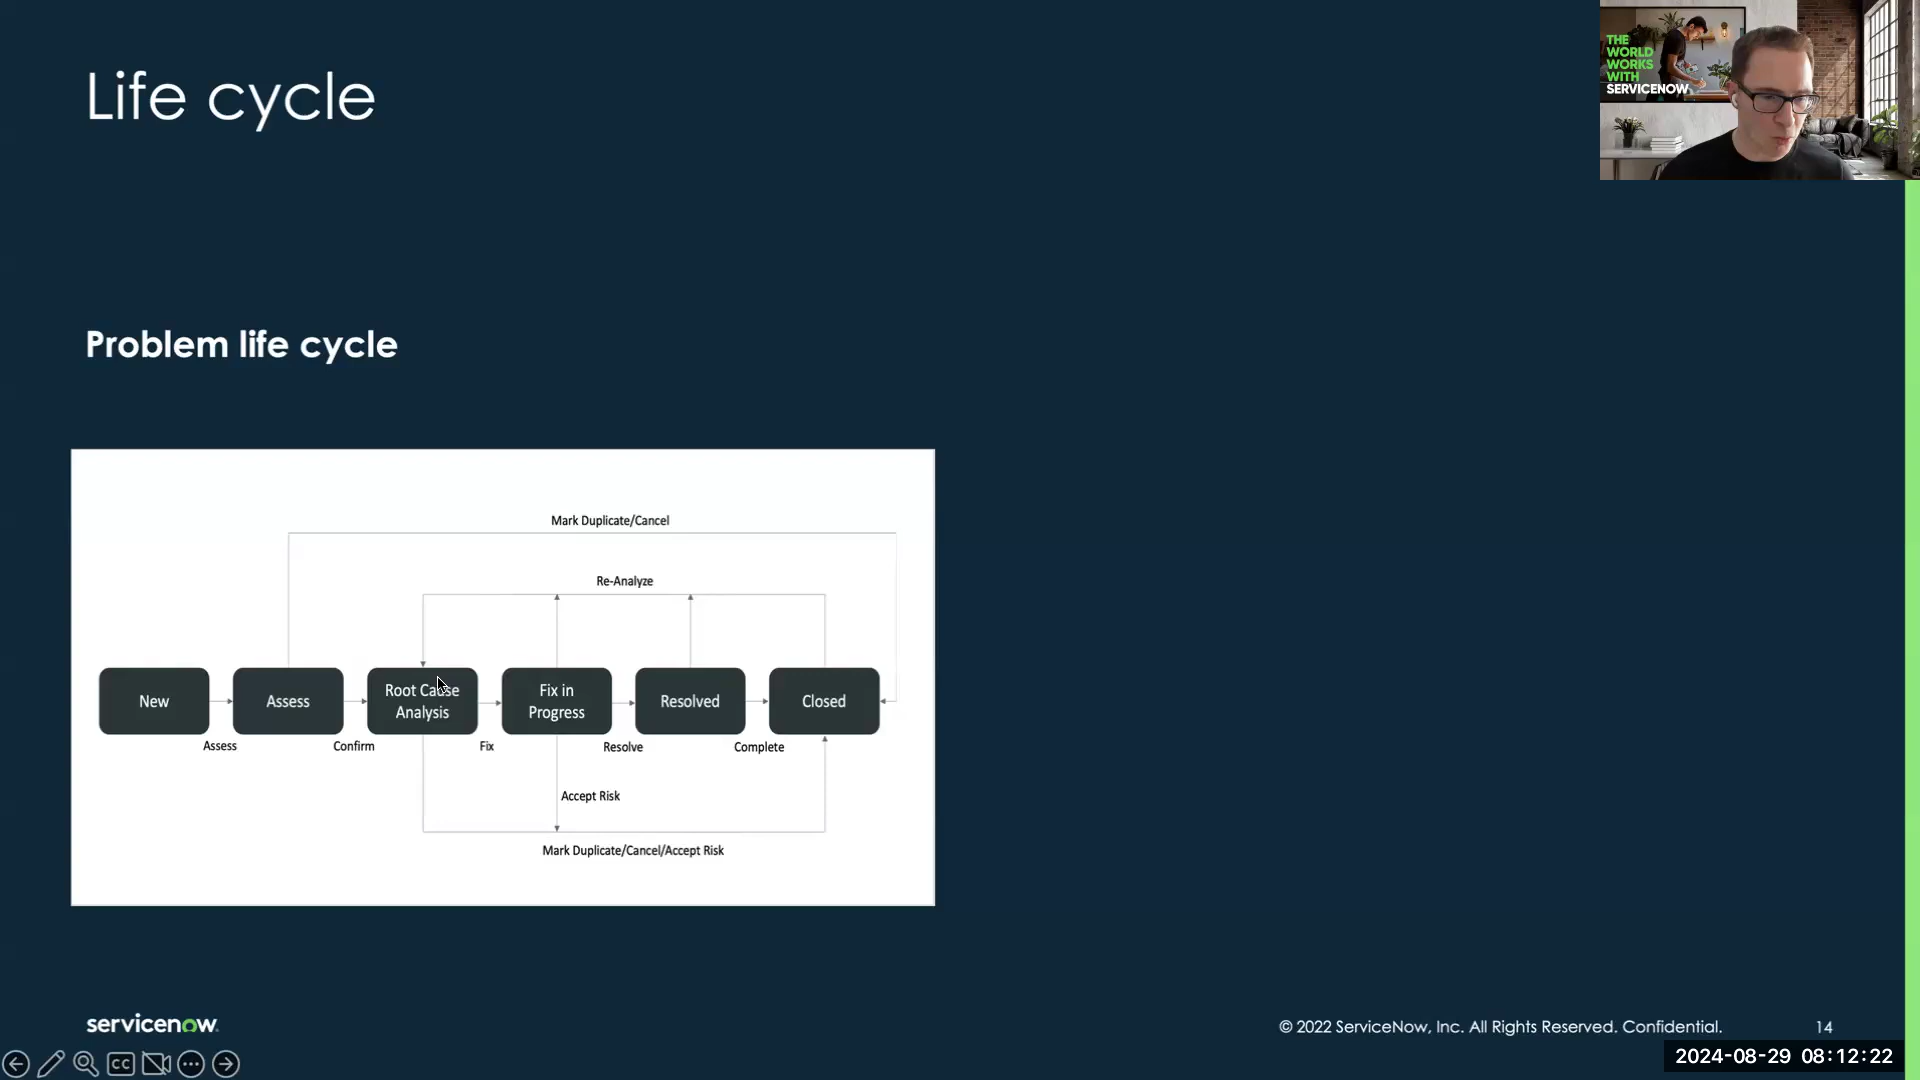 Life cycle
THE
WORLD
WORKS
WITH
SERVICENOW
Problem life cycle
Mark Duplicate/Cancel
Re-Analyze
New
Assess
Root Cause
Analysis
Fix in
Progress
Resolved
Closed
Assess
Confirm
Fix
Resolve
Complete
Accept Risk
Mark Duplicate/Cancel/Accept Risk
servicenow.
© 2022 ServiceNow, Inc. All Rights Reserved. Confidential.
14
CC
2024-08-29 08:12:22